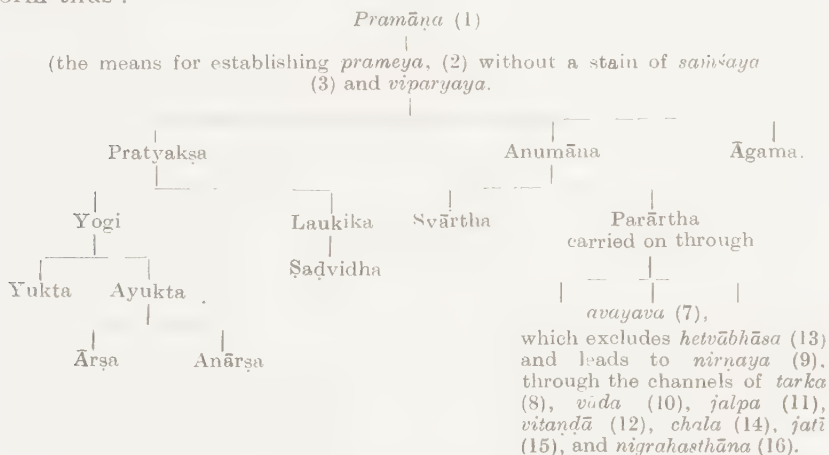 Pramāṇa (1)
(the means for establishing prameya, (2) without a stain of saṁśaya
(3) and viparyaya.
Pratyakṣa Anumāna Āgama.
Yogi Laukika Svārtha Parārtha
carried on through
Ṣaḍvidha
Yukta Ayukta .
avayava (7),
Ārṣa Anārṣa
which excludes hetvābhāsa (13)
and leads to nirṇaya (9),
through the channels of tarka
(8), vāda (10), jalpa (11),
vitaṇḍā (12), chala (14), jatī
(15), and nigrahasthāna (16).